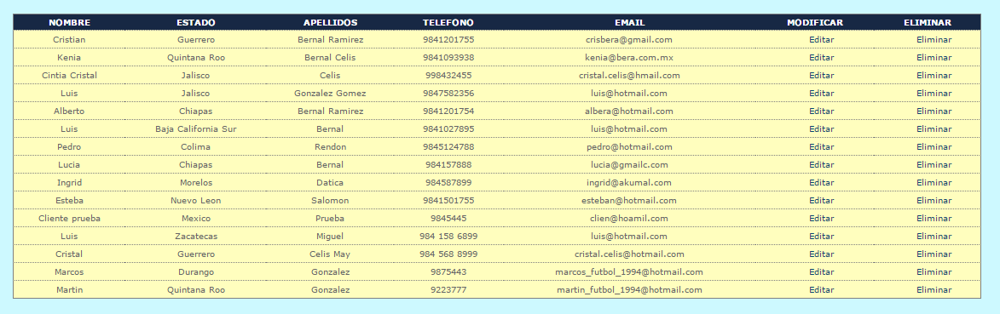 NOMBRE ESTADO APELLIDOS TELEFONO EMAIL MODIFICAR ELIMINAR
Cristian Guerrero Bernal Ramirez 9841201755 crisbera@gmail.com Editar Eliminar
Kenia Quintana Roo Bernal Celis 9841093938 kenia@bera.com.mx Editar Eliminar
Cintia Cristal Jalisco Celis 998432455 cristal.celis@hmail.com Editar Eliminar
Luis Jalisco Gonzalez Gomez 9847582356 luis@hotmail.com Editar Eliminar
Alberto Chiapas Bernal Ramirez 9841201754 albera@hotmail.com Editar Eliminar
Luis Baja California Sur Bernal 9841027895 luis@hotmail.com Editar Eliminar
Pedro Colima Rendon 9845124788 pedro@hotmail.com Editar Eliminar
Lucia Chiapas Bernal 984157888 lucia@gmailc.com Editar Eliminar
Ingrid Morelos Datica 984587899 ingrid@akumal.com Editar Eliminar
Esteba Nuevo Leon Salomon 9841501755 esteban@hotmail.com Editar Eliminar
Cliente prueba Mexico Prueba 9845445 clien@hoamil.com Editar Eliminar
Luis Zacatecas Miguel 984 158 6899 luis@hotmail.com Editar Eliminar
Cristal Guerrero Celis May 984 568 8999 cristal.celis@hotmail.com Editar Eliminar
Marcos Durango Gonzalez 9875443 marcos_futbol_1994@hotmail.com Editar Eliminar
Martin Quintana Roo Gonzalez 9223777 martin_futbol_1994@hotmail.com Editar Eliminar